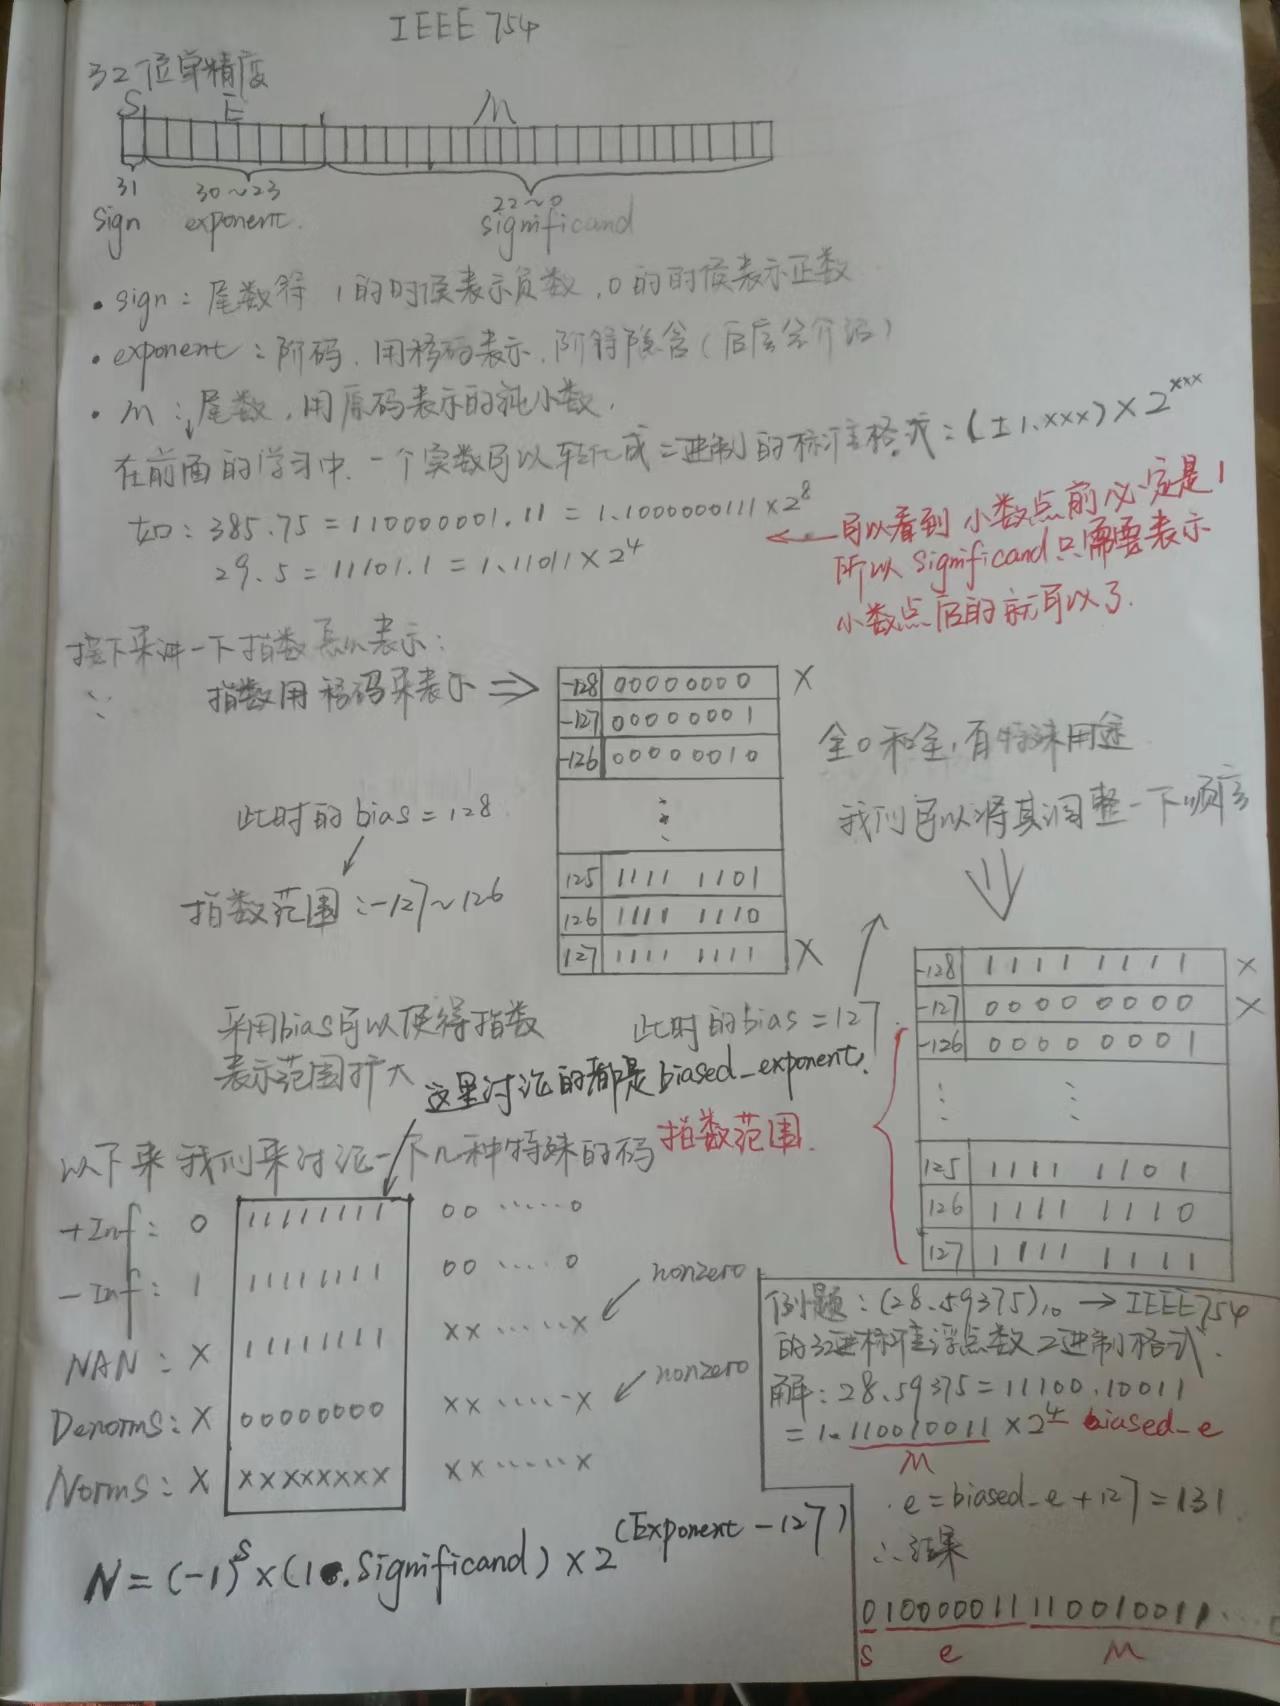 IEEE 754
32位单精度
S E M
31 30~23 22~0
sign exponent. significand
• sign: 尾数符 1的时候表示负数,0的时候表示正数
• exponent: 阶码, 用移码表示, 阶符隐含(后序会介绍)
• M: 尾数, 用原码表示的纯小数,
在前面的学习中, 一个实数可以转化成二进制的标准格式: (±1.xxx)×2^xxx
如: 385.75 = 110000001.11 = 1.1000000111×2^8
29.5 = 11101.1 = 1.11011×2^4
←可以看到 小数点前必定是1
所以 significand只需要表示
小数点后的就可以了.
接下来讲一下指数怎么表示:
指数用移码来表示 ⇒
-128 00000000 ×
-127 00000001
-126 00000010
⋮
125 1111 1101
126 1111 1110
127 1111 1111 ×
此时的 bias = 128
指数范围: -127~126
全0和全1有特殊用途
我们可以将其调整一下顺序
-128 1111 1111 ×
-127 0000 0000 ×
-126 0000 0001
⋮ ⋮
125 1111 1101
126 1111 1110
127 1111 1111
采用bias可以使得指数
表示范围扩大
此时的bias = 127.
这里讨论的都是biased_exponent.
指数范围.
以下来我们来讨论一下几种特殊的码
+Inf: 0 11111111 00 ······0
-Inf: 1 11111111 00 ···· 0
NAN: X 11111111 XX ······X nonzero
Denorms: X 00000000 XX ······X nonzero
Norms: X XXXXXXXX XX ······X
N = (-1)^S × (1.Significand) × 2^(Exponent - 127)
例题: (28.59375)₁₀ → IEEE754
的32进标准浮点数二进制格式.
解: 28.59375 = 11100.10011
= 1.110010011 × 2^4 biased_e
M
e = biased_e + 127 = 131.
∴结果
0 10000011 110010011 ···0
S e M